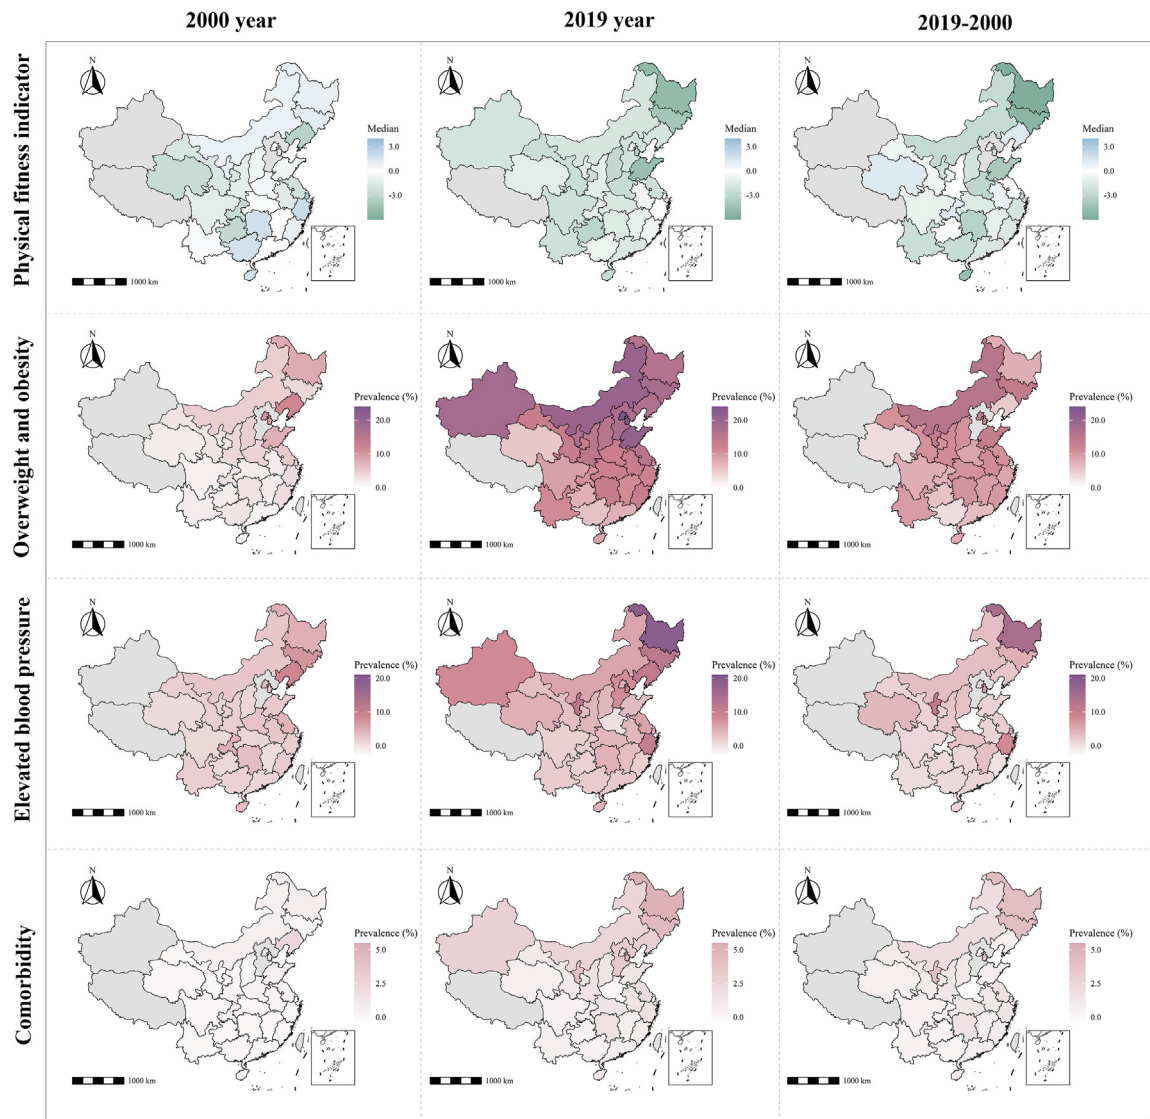 2000 year
2019 year
2019-2000
Physical fitness indicator
N
Median
3.0
0.0
-3.0
1000 km
N
Median
3.0
0.0
-3.0
1000 km
N
Median
3.0
0.0
-3.0
1000 km
Overweight and obesity
N
Prevalence (%)
20.0
10.0
0.0
1000 km
N
Prevalence (%)
20.0
10.0
0.0
1000 km
N
Prevalence (%)
20.0
10.0
0.0
1000 km
Elevated blood pressure
N
Prevalence (%)
20.0
10.0
0.0
1000 km
N
Prevalence (%)
20.0
10.0
0.0
1000 km
N
Prevalence (%)
20.0
10.0
0.0
1000 km
Comorbidity
N
Prevalence (%)
5.0
2.5
0.0
1000 km
N
Prevalence (%)
5.0
2.5
0.0
1000 km
N
Prevalence (%)
5.0
2.5
0.0
1000 km